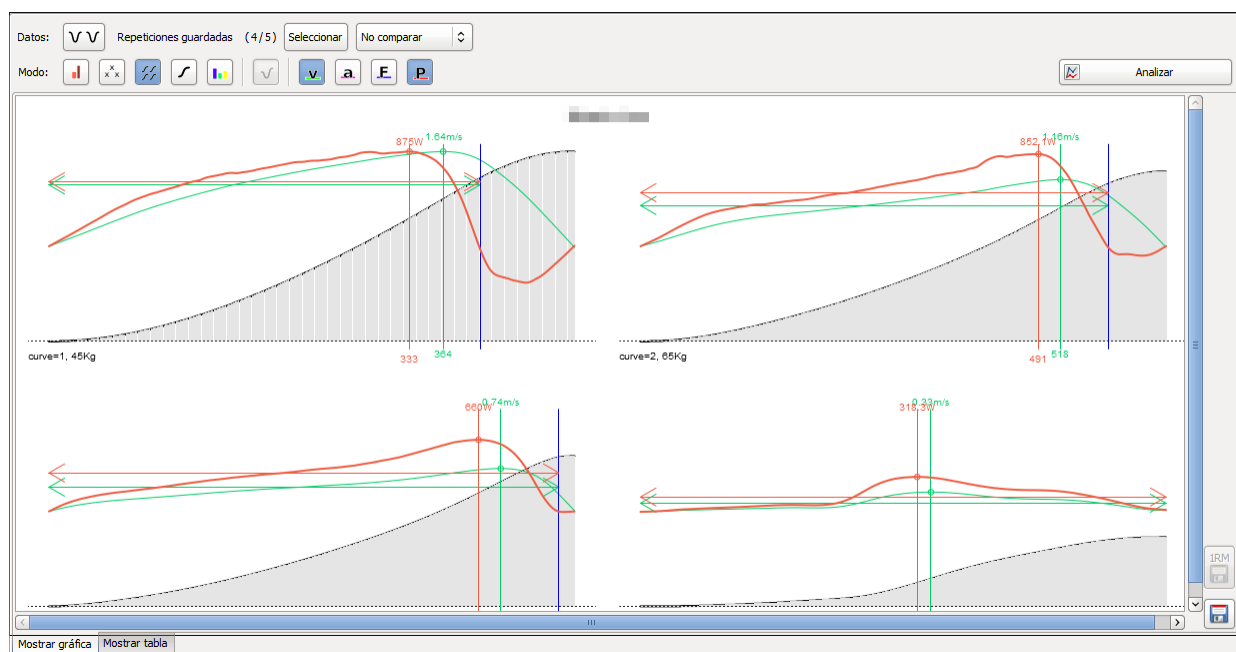 Datos: Repeticiones guardadas (4/5) Seleccionar No comparar
Modo: v a F P Analizar
875W 1.64m/s
852.1W 1.16m/s
curve=1, 45Kg
333 364
curve=2, 65Kg
491 518
660W 0.74m/s
318.3W 0.33m/s
1RM
Mostrar gráfica Mostrar tabla